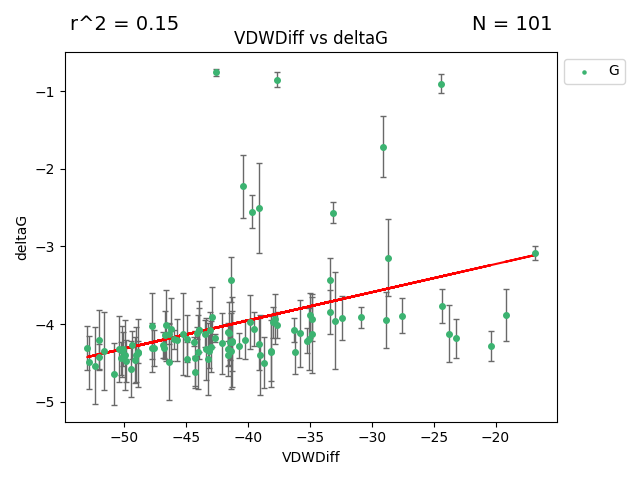 r^2 = 0.15
N = 101
VDWDiff vs deltaG
G
deltaG
−1
−2
−3
−4
−5
−50
−45
−40
−35
−30
−25
−20
VDWDiff